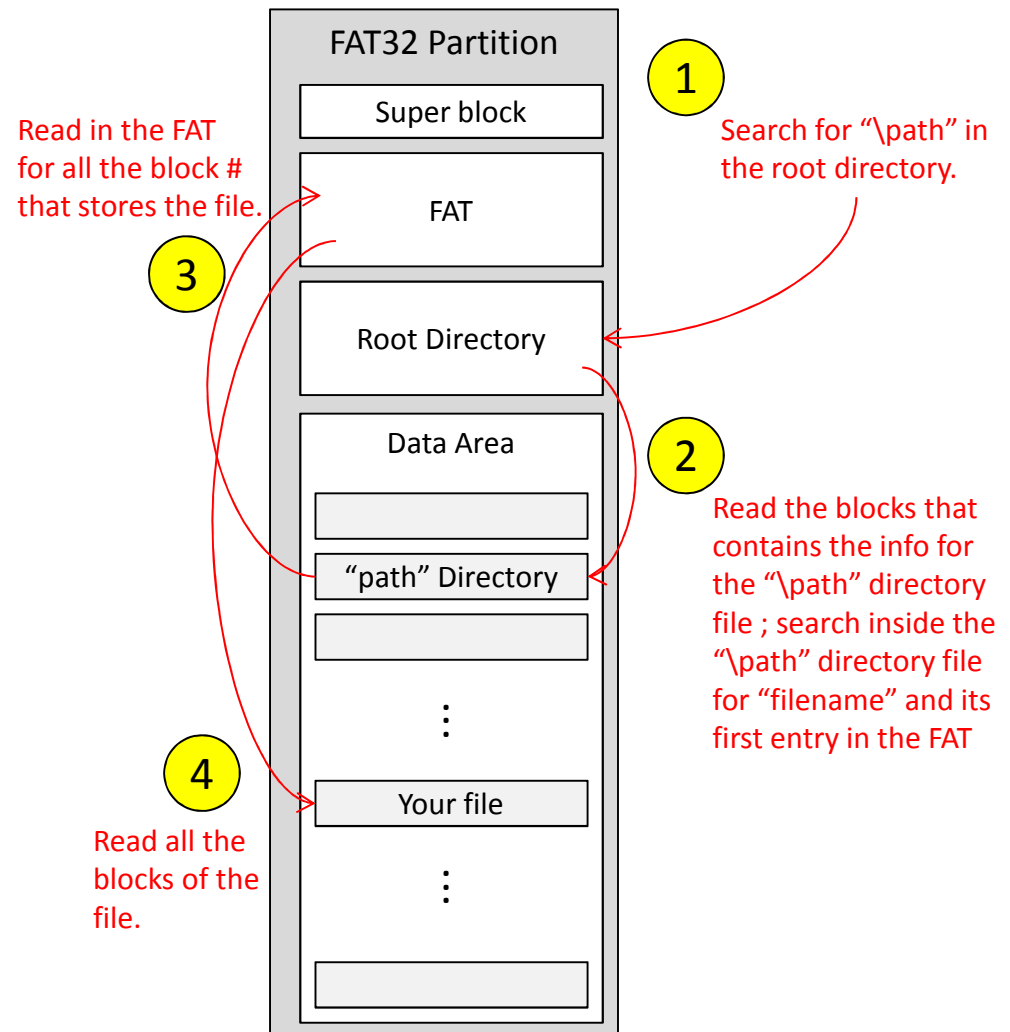 FAT32 Partition
Super block
FAT
Root Directory
Data Area
“path” Directory
⋮
Your file
⋮
1
Search for “\path” in
the root directory.
2
Read the blocks that
contains the info for
the “\path” directory
file ; search inside the
“\path” directory file
for “filename” and its
first entry in the FAT
Read in the FAT
for all the block #
that stores the file.
3
4
Read all the
blocks of the
file.